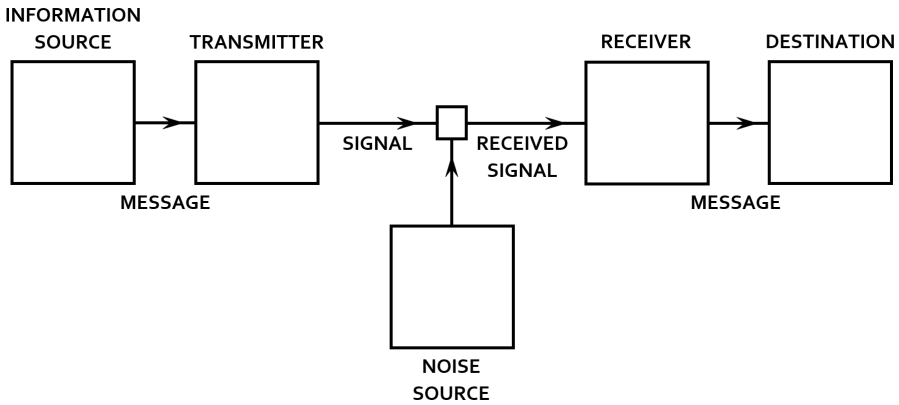 INFORMATION
SOURCE
TRANSMITTER
RECEIVER
DESTINATION
SIGNAL
RECEIVED
SIGNAL
MESSAGE
MESSAGE
NOISE
SOURCE